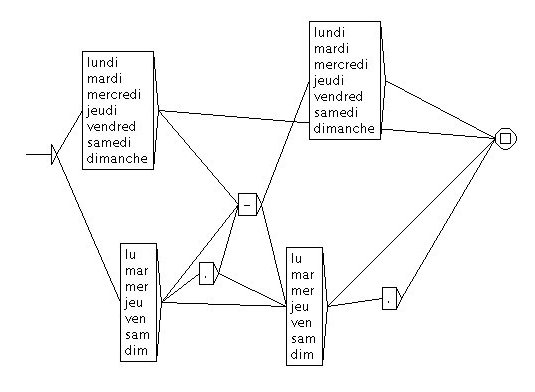 lundi
mardi
mercredi
jeudi
vendred
samedi
dimanche
lundi
mardi
mercredi
jeudi
vendred
samedi
dimanche
–
.
lu
mar
mer
jeu
ven
sam
dim
lu
mar
mer
jeu
ven
sam
dim
.